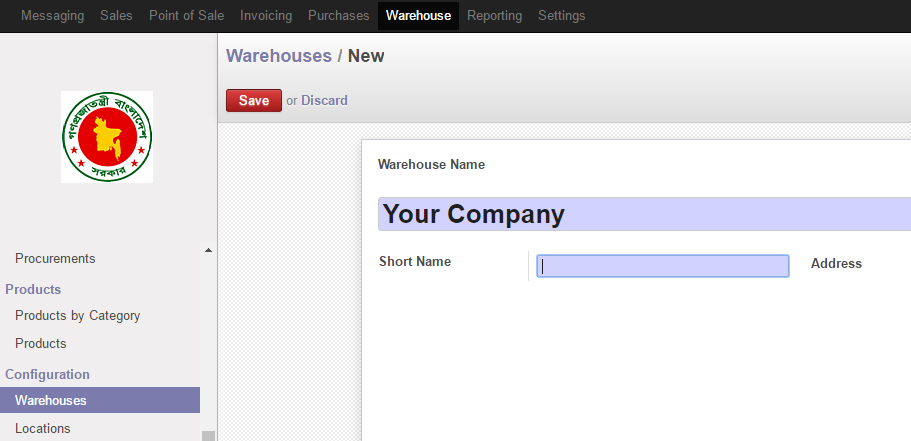 Messaging Sales Point of Sale Invoicing Purchases Warehouse Reporting Settings
Warehouses / New
Save or Discard
গণপ্রজাতন্ত্রী বাংলাদেশ
সরকার
Warehouse Name
Your Company
Short Name
Address
Procurements
Products
Products by Category
Products
Configuration
Warehouses
Locations